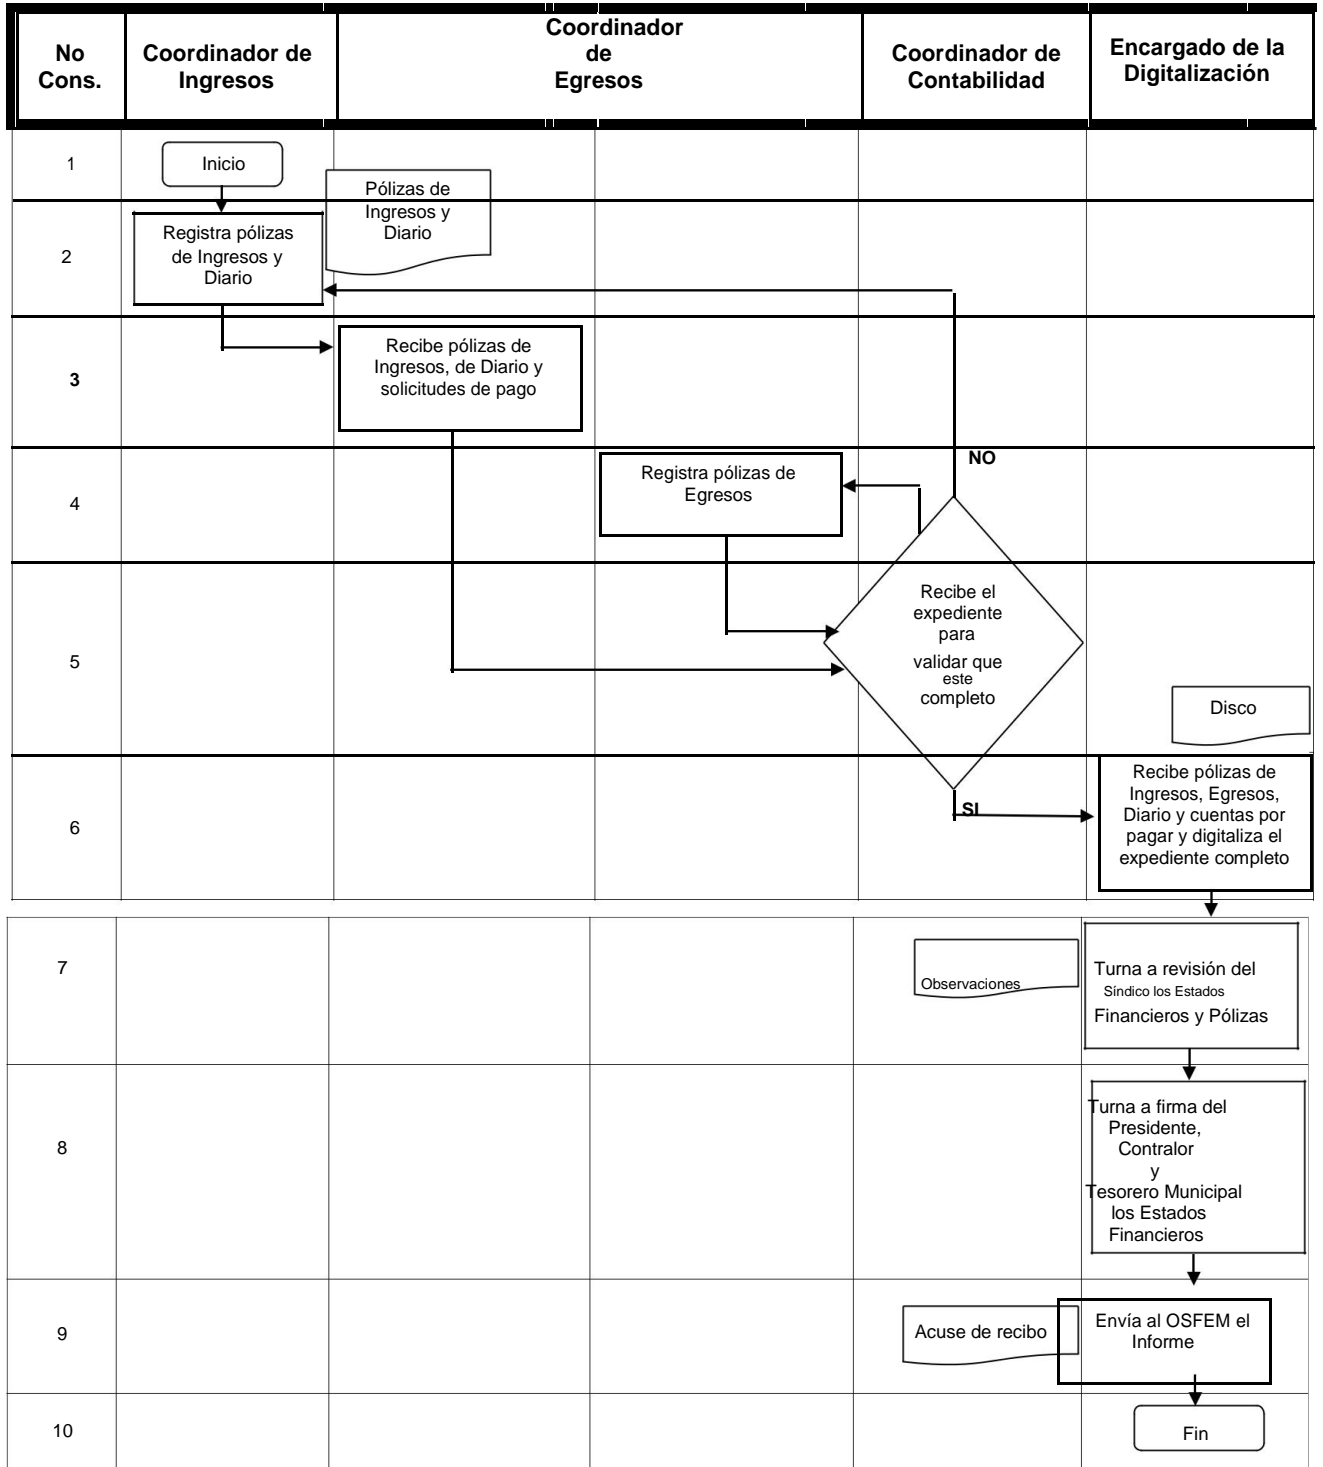 No
Cons.
Coordinador de
Ingresos
Coordinador
de
Egresos
Coordinador de
Contabilidad
Encargado de la
Digitalización
1
Inicio
Pólizas de
Ingresos y
Diario
2
Registra pólizas
de Ingresos y
Diario
3
Recibe pólizas de
Ingresos, de Diario y
solicitudes de pago
4
Registra pólizas de
Egresos
NO
5
Recibe el
expediente
para
validar que
este
completo
Disco
6
SI
Recibe pólizas de
Ingresos, Egresos,
Diario y cuentas por
pagar y digitaliza el
expediente completo
7
Observaciones
Turna a revisión del
Síndico los Estados
Financieros y Pólizas
8
Turna a firma del
Presidente,
Contralor
y
Tesorero Municipal
los Estados
Financieros
9
Acuse de recibo
Envía al OSFEM el
Informe
10
Fin